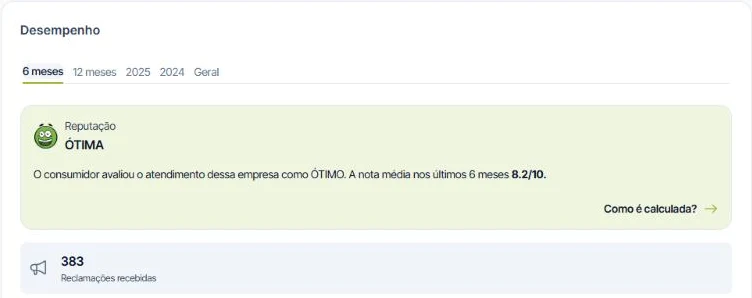 Desempenho
6 meses 12 meses 2025 2024 Geral
Reputação
ÓTIMA
O consumidor avaliou o atendimento dessa empresa como ÓTIMO. A nota média nos últimos 6 meses 8.2/10.
Como é calculada?
383
Reclamações recebidas